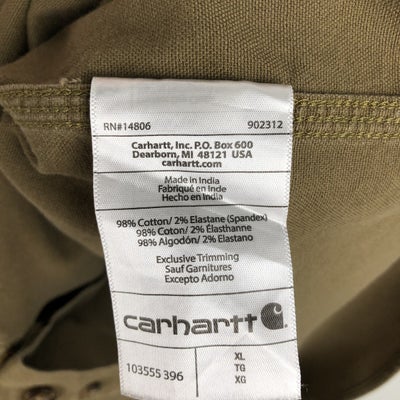 RN#14806 902312
Carhartt, Inc. P.O. Box 600
Dearborn, MI 48121 USA
carhartt.com
Made in India
Fabriqué en Inde
Hecho en India
98% Cotton/ 2% Elastane (Spandex)
98% Coton/ 2% Élasthanne
98% Algodón/ 2% Elastano
Exclusive Trimming
Sauf Garnitures
Excepto Adorno
carhartt
103555 396 XL
TG
XG